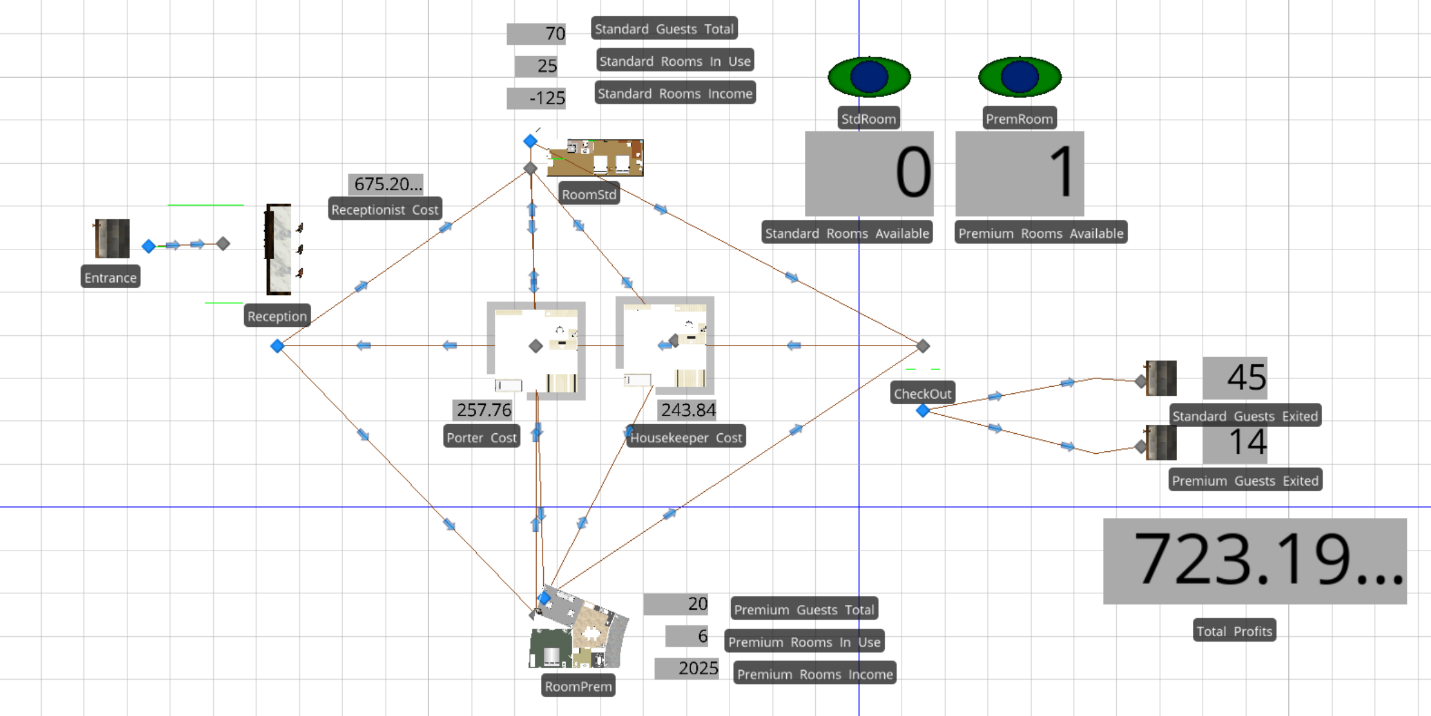 70 Standard Guests Total
25 Standard Rooms In Use
-125 Standard Rooms Income
StdRoom PremRoom
0 1
Standard Rooms Available Premium Rooms Available
RoomStd
675.20...
Receptionist Cost
Entrance
Reception
257.76 243.84
Porter Cost Housekeeper Cost
CheckOut
45
Standard Guests Exited
14
Premium Guests Exited
723.19...
Total Profits
20 Premium Guests Total
6 Premium Rooms In Use
2025 Premium Rooms Income
RoomPrem